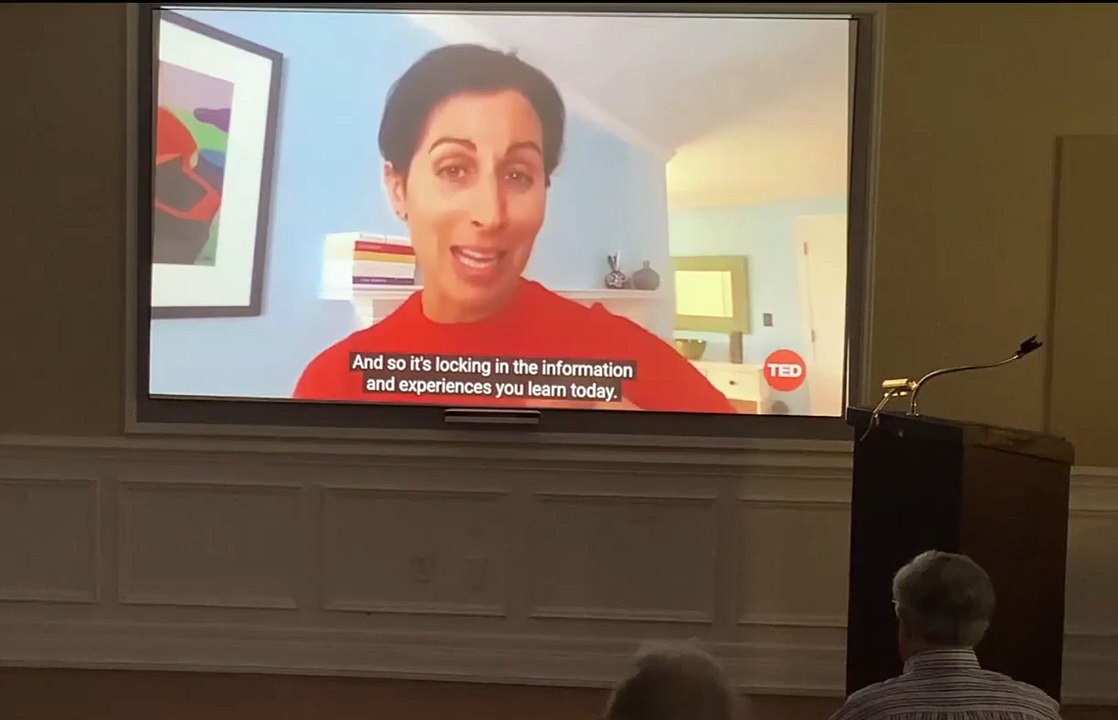 And so it's locking in the information
and experiences you learn today.
TED